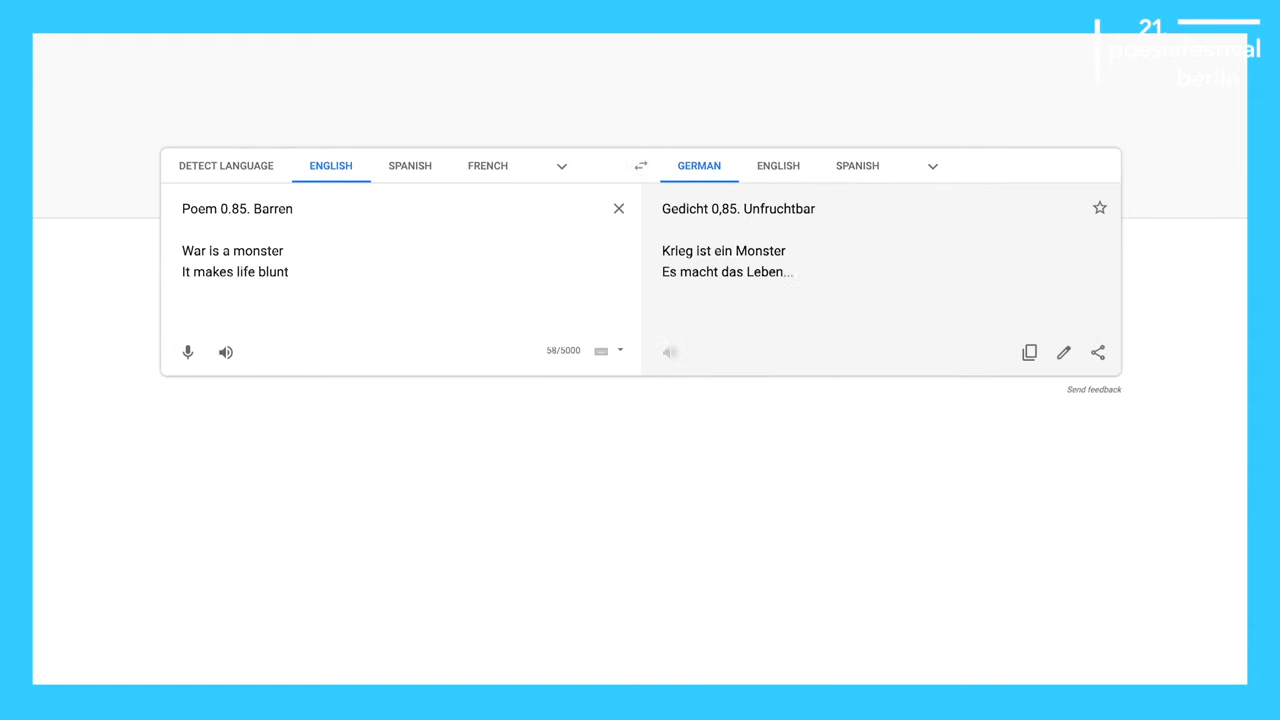 21.
poesiefestival
berlin
DETECT LANGUAGE ENGLISH SPANISH FRENCH GERMAN ENGLISH SPANISH
Poem 0.85. Barren
War is a monster
It makes life blunt
58/5000
Gedicht 0,85. Unfruchtbar
Krieg ist ein Monster
Es macht das Leben...
Send feedback